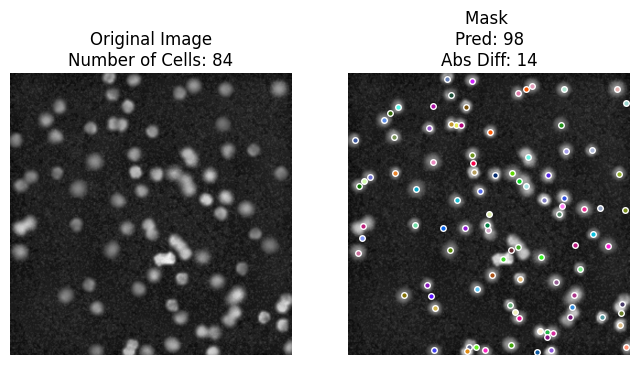 Original Image
Number of Cells: 84
Mask
Pred: 98
Abs Diff: 14